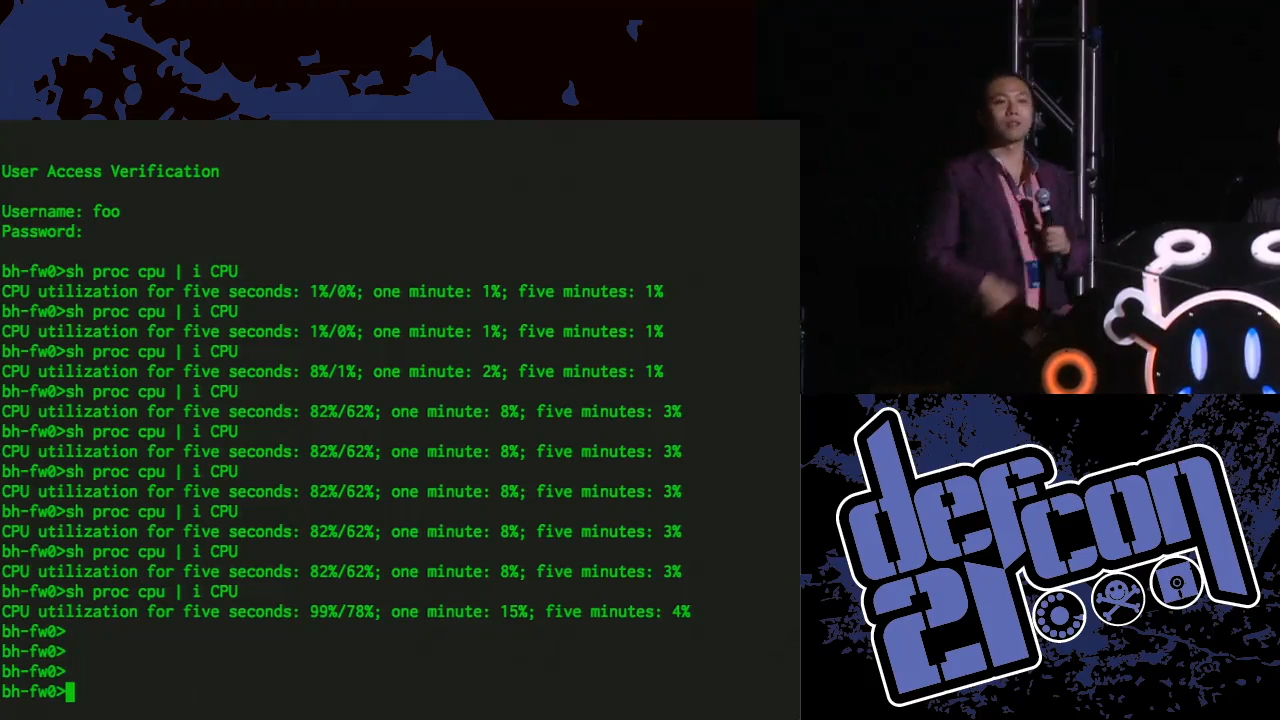 User Access Verification
Username: foo
Password:
bh-fw0>sh proc cpu | i CPU
CPU utilization for five seconds: 1%/0%; one minute: 1%; five minutes: 1%
bh-fw0>sh proc cpu | i CPU
CPU utilization for five seconds: 1%/0%; one minute: 1%; five minutes: 1%
bh-fw0>sh proc cpu | i CPU
CPU utilization for five seconds: 8%/1%; one minute: 2%; five minutes: 1%
bh-fw0>sh proc cpu | i CPU
CPU utilization for five seconds: 82%/62%; one minute: 8%; five minutes: 3%
bh-fw0>sh proc cpu | i CPU
CPU utilization for five seconds: 82%/62%; one minute: 8%; five minutes: 3%
bh-fw0>sh proc cpu | i CPU
CPU utilization for five seconds: 82%/62%; one minute: 8%; five minutes: 3%
bh-fw0>sh proc cpu | i CPU
CPU utilization for five seconds: 82%/62%; one minute: 8%; five minutes: 3%
bh-fw0>sh proc cpu | i CPU
CPU utilization for five seconds: 82%/62%; one minute: 8%; five minutes: 3%
bh-fw0>sh proc cpu | i CPU
CPU utilization for five seconds: 99%/78%; one minute: 15%; five minutes: 4%
bh-fw0>
bh-fw0>
bh-fw0>
bh-fw0>
defcon
21